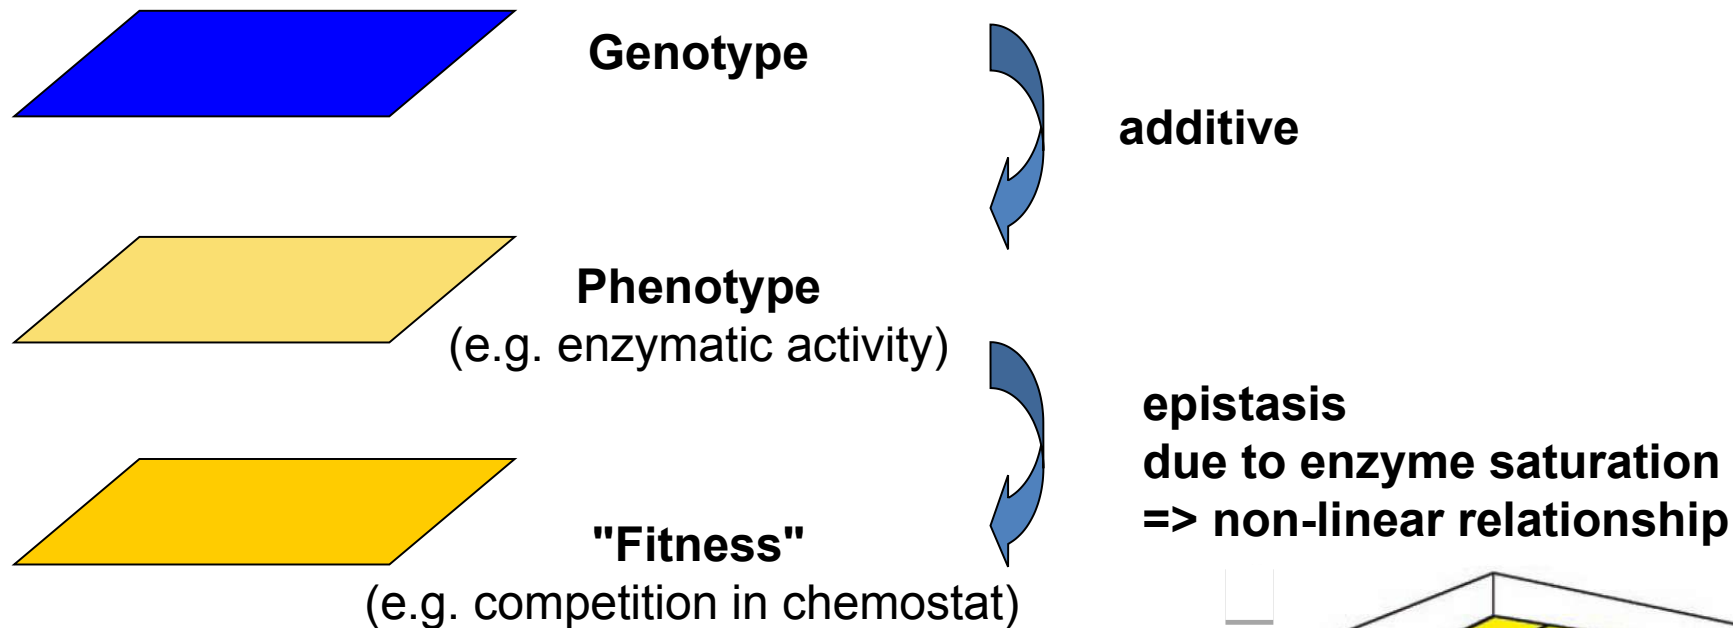 Genotype
additive
Phenotype
(e.g. enzymatic activity)
epistasis
due to enzyme saturation
=> non-linear relationship
"Fitness"
(e.g. competition in chemostat)